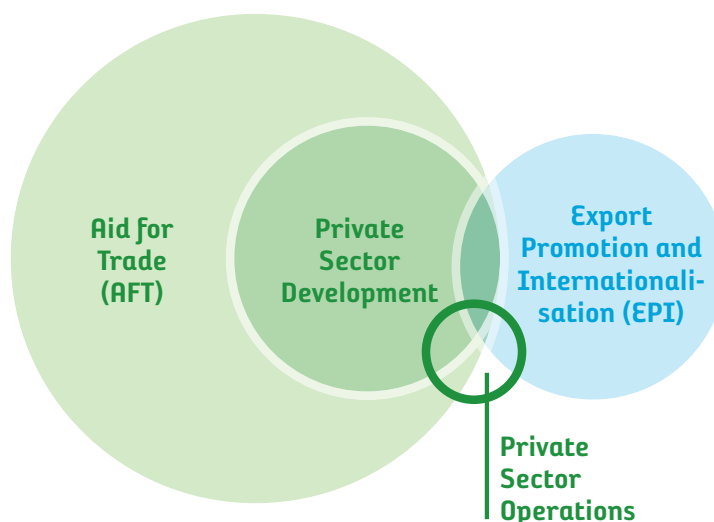 Aid for
Trade
(AFT)
Private
Sector
Development
Export
Promotion and
Internationali-
sation (EPI)
Private
Sector
Operations